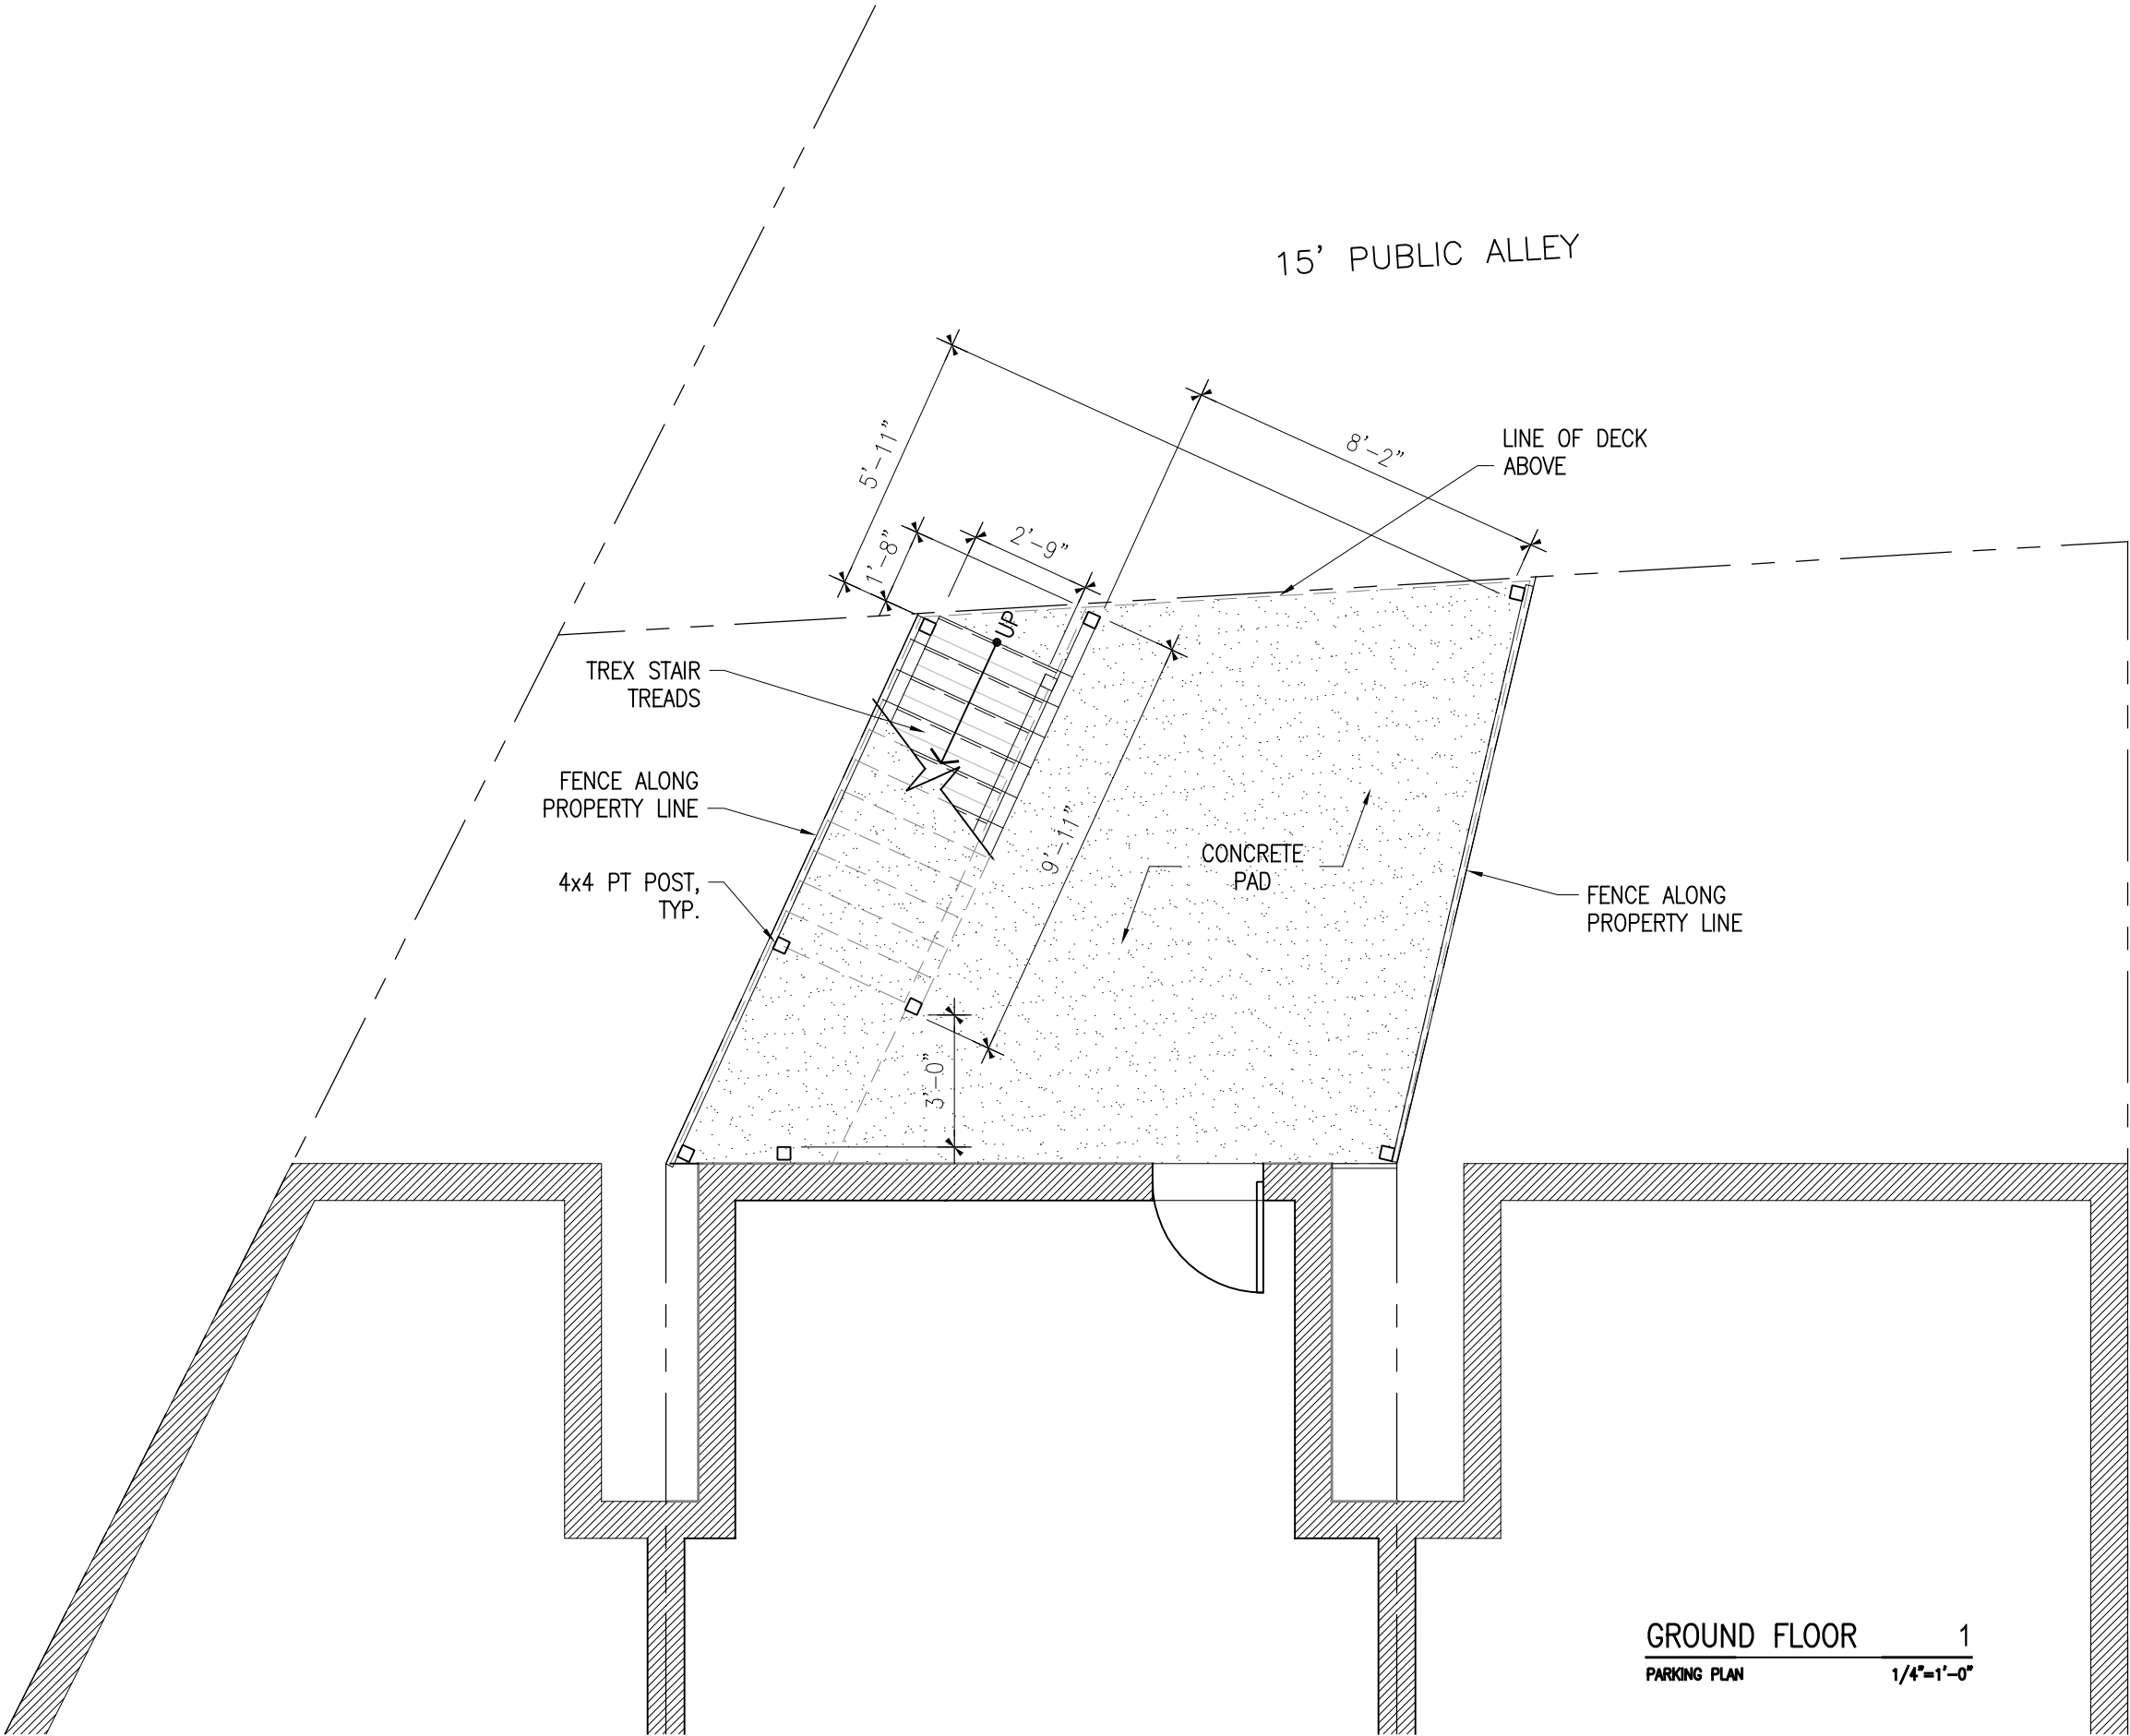 15' PUBLIC ALLEY
5'-11"
8'-2"
LINE OF DECK
ABOVE
1'-8"
2'-9"
UP
TREX STAIR
TREADS
FENCE ALONG
PROPERTY LINE
9'-11"
CONCRETE
PAD
4x4 PT POST,
TYP.
FENCE ALONG
PROPERTY LINE
3'-0"
GROUND FLOOR 1
PARKING PLAN 1/4"=1'-0"